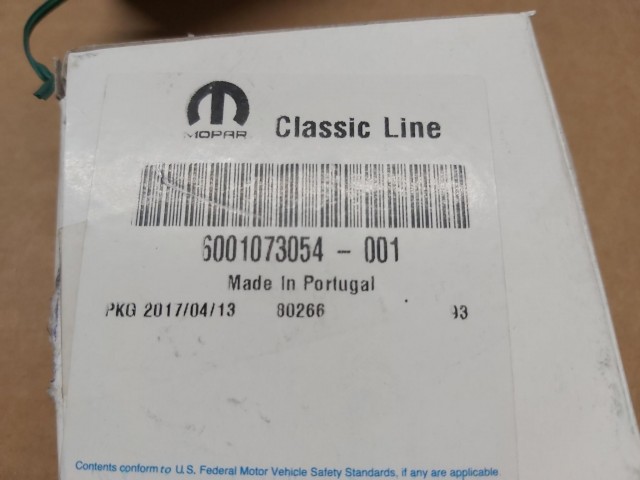 MOPAR Classic Line
6001073054 - 001
Made In Portugal
PKG 2017/04/13 80266 93
Contents conform to U.S. Federal Motor Vehicle Safety Standards, if any are applicable.